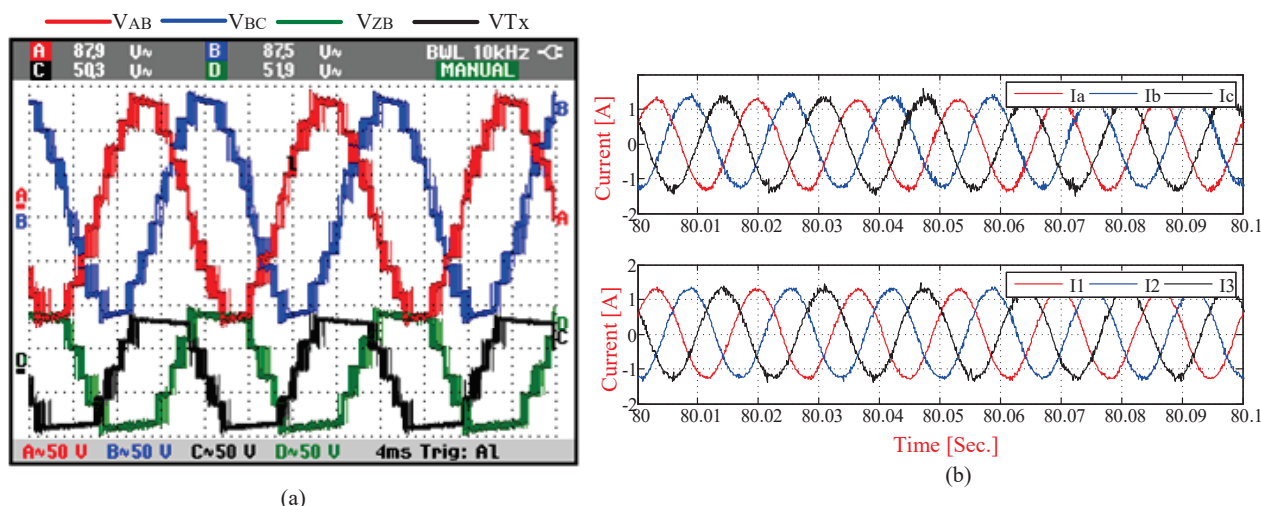 VAB VBC VZB VTx
A 87,9 V~ B 87,5 V~ BWL 10kHz
C 50,3 V~ D 51,9 V~ MANUAL
B
A
A
B
D
D
C
A~50 V B~50 V C~50 V D~50 V 4ms Trig: A1
(a)
Current [A]
1
0
-1
-2
Ia Ib Ic
80 80.01 80.02 80.03 80.04 80.05 80.06 80.07 80.08 80.09 80.1
Current [A]
2
1
0
-1
-2
I1 I2 I3
80 80.01 80.02 80.03 80.04 80.05 80.06 80.07 80.08 80.09 80.1
Time [Sec.]
(b)